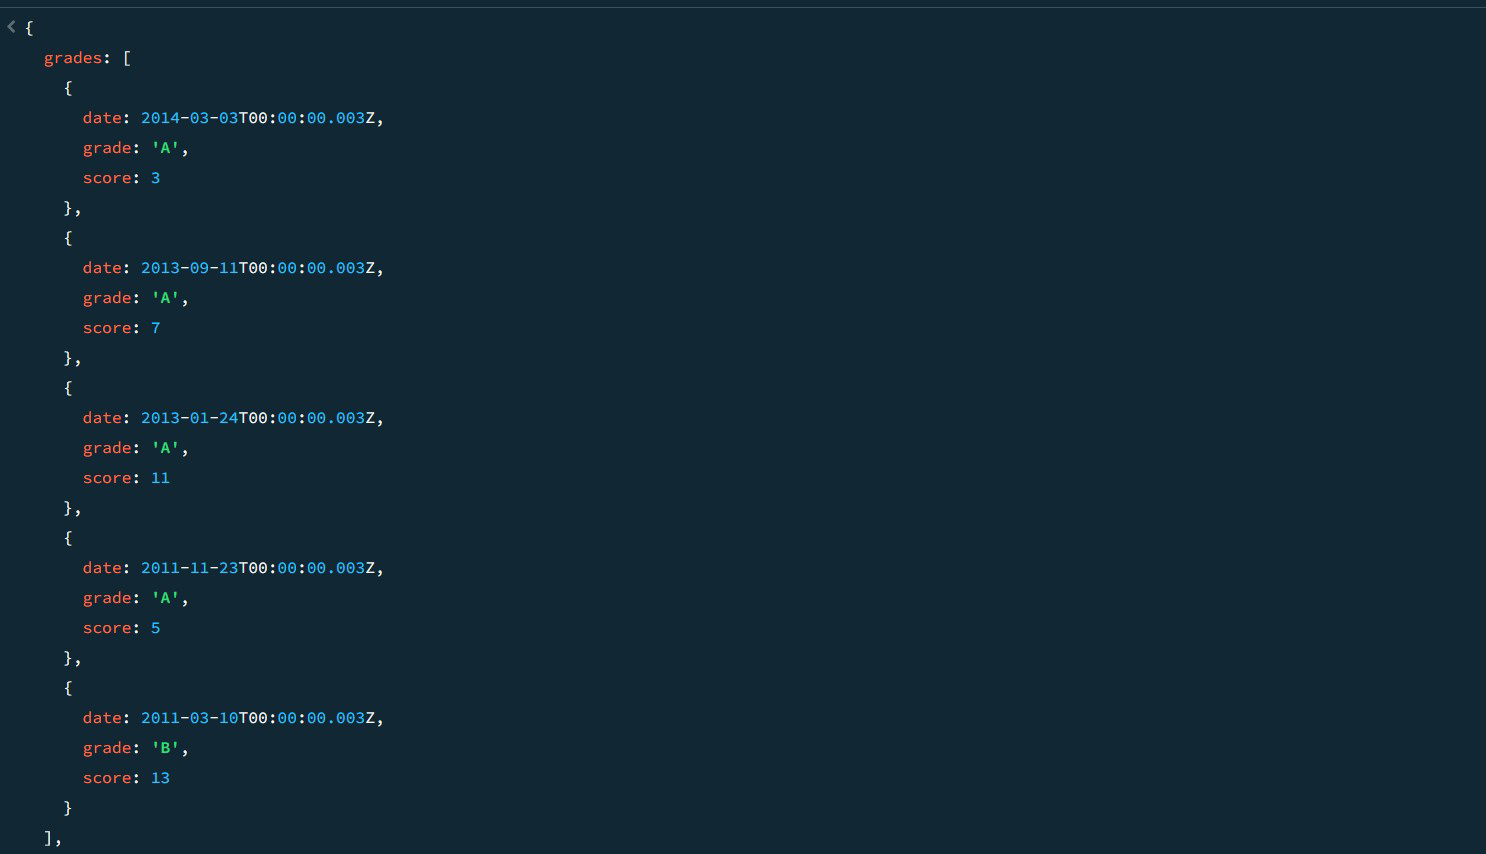 {
grades: [
{
date: 2014-03-03T00:00:00.003Z,
grade: 'A',
score: 3
},
{
date: 2013-09-11T00:00:00.003Z,
grade: 'A',
score: 7
},
{
date: 2013-01-24T00:00:00.003Z,
grade: 'A',
score: 11
},
{
date: 2011-11-23T00:00:00.003Z,
grade: 'A',
score: 5
},
{
date: 2011-03-10T00:00:00.003Z,
grade: 'B',
score: 13
}
],